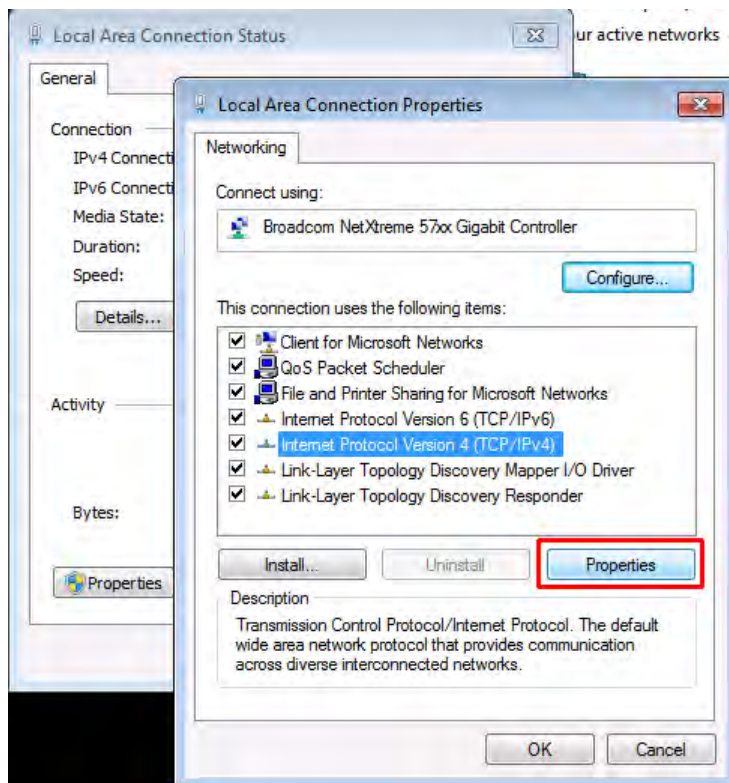 Local Area Connection Status
ur active networks
General
Connection
IPv4 Connecti
IPv6 Connecti
Media State:
Duration:
Speed:
Details...
Activity
Bytes:
Properties
Local Area Connection Properties
Networking
Connect using:
Broadcom NetXtreme 57xx Gigabit Controller
Configure...
This connection uses the following items:
Client for Microsoft Networks
QoS Packet Scheduler
File and Printer Sharing for Microsoft Networks
Internet Protocol Version 6 (TCP/IPv6)
Internet Protocol Version 4 (TCP/IPv4)
Link-Layer Topology Discovery Mapper I/O Driver
Link-Layer Topology Discovery Responder
Install...
Uninstall
Properties
Description
Transmission Control Protocol/Internet Protocol. The default
wide area network protocol that provides communication
across diverse interconnected networks.
OK
Cancel